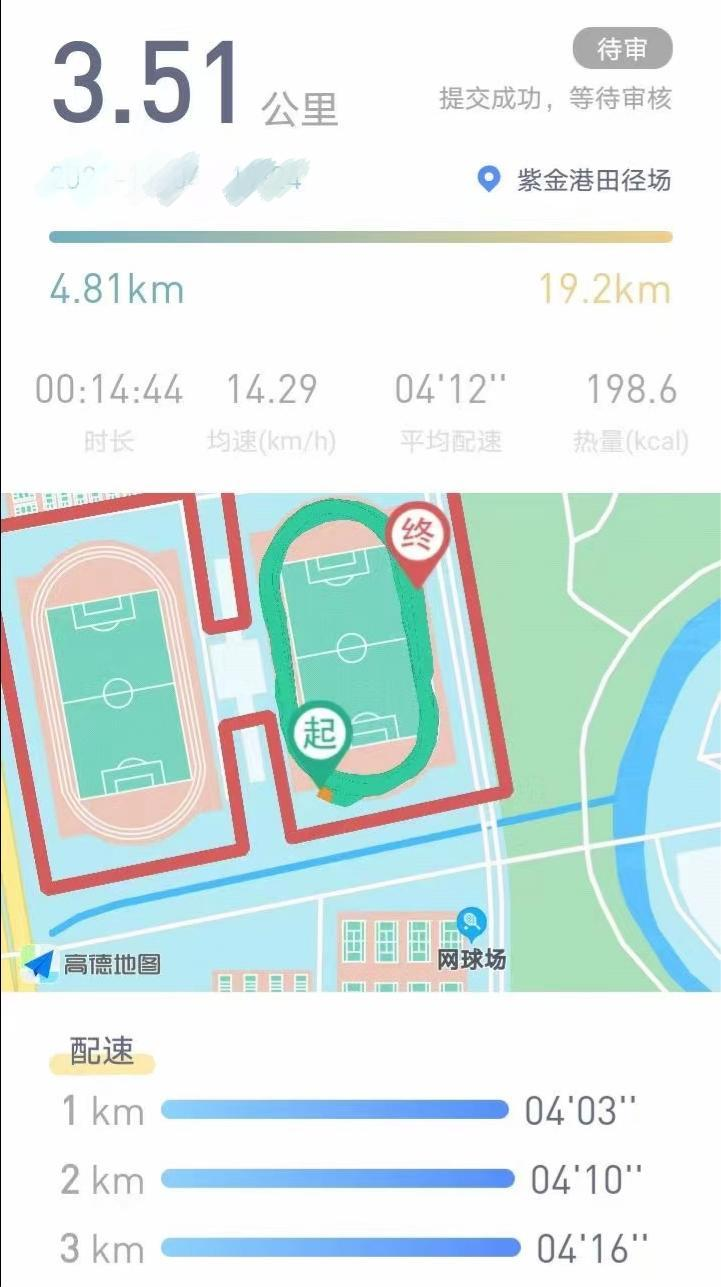 3.51 公里
待审
提交成功，等待审核
紫金港田径场
4.81km
19.2km
00:14:44 14.29 04'12'' 198.6
时长 均速(km/h) 平均配速 热量(kcal)
终
起
网球场
高德地图
配速
1 km 04'03''
2 km 04'10''
3 km 04'16''